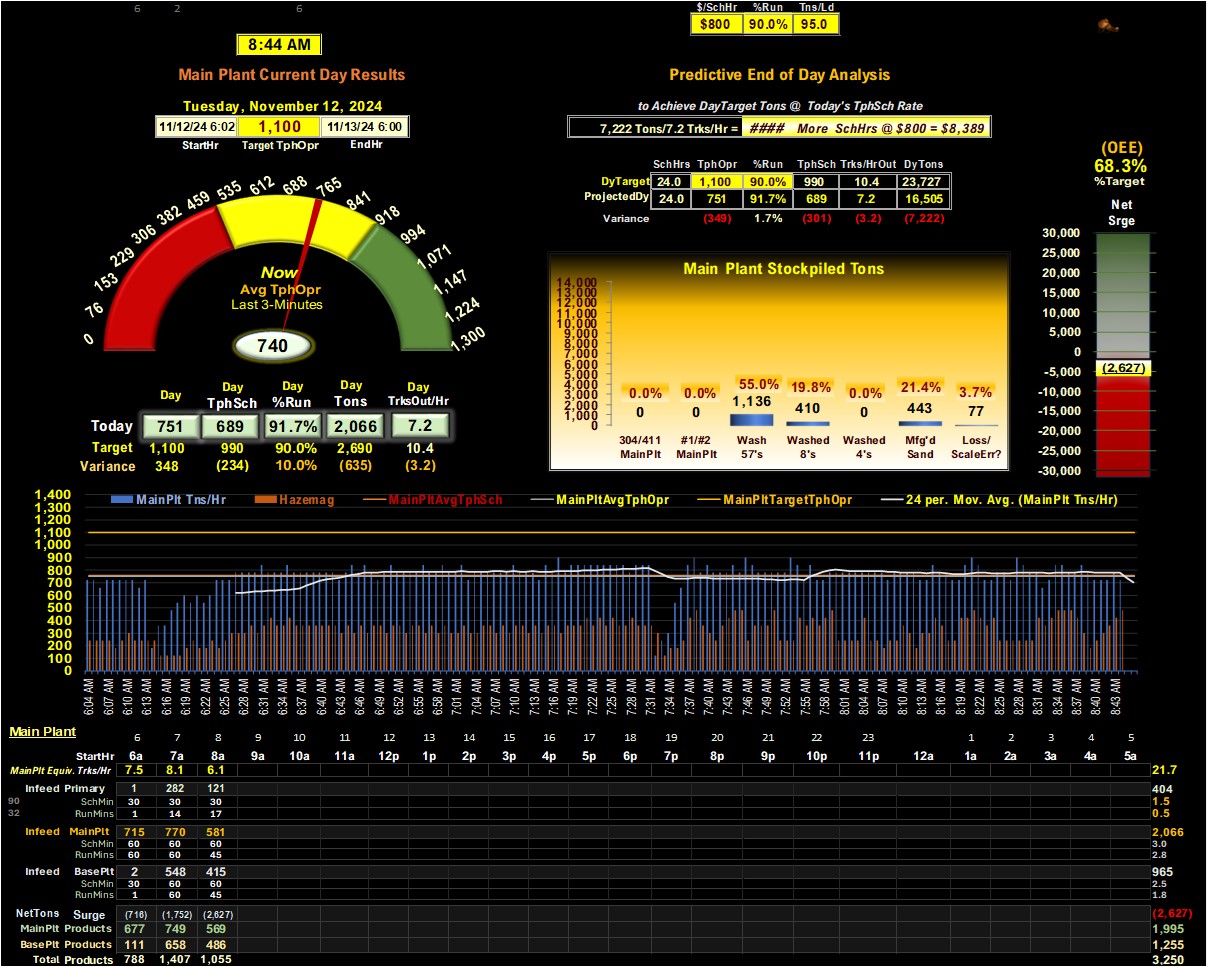 6 2 6
$/SchHr %Run Tns/Ld
$800 90.0% 95.0
8:44 AM
Main Plant Current Day Results
Predictive End of Day Analysis
Tuesday, November 12, 2024
to Achieve DayTarget Tons @ Today's TphSch Rate
11/12/24 6:02 1,100 11/13/24 6:00
7,222 Tons/7.2 Trks/Hr = #### More SchHrs @ $800 = $8,389
StartHr Target TphOpr EndHr
(OEE)
68.3%
%Target
SchHrs TphOpr %Run TphSch Trks/HrOut DyTons
DyTarget 24.0 1,100 90.0% 990 10.4 23,727
ProjectedDy 24.0 751 91.7% 689 7.2 16,505
Variance (349) 1.7% (301) (3.2) (7,222)
0 76 153 229 306 382 459 535 612 688 765 841 918 994 1,071 1,147 1,224 1,300
Now
Avg TphOpr
Last 3-Minutes
740
Net
Srge
30,000
25,000
20,000
15,000
10,000
5,000
0
-5,000
-10,000
-15,000
-20,000
-25,000
-30,000
(2,627)
Main Plant Stockpiled Tons
14,000
13,000
12,000
11,000
10,000
9,000
8,000
7,000
6,000
5,000
4,000
3,000
2,000
1,000
0
0.0% 0.0% 55.0% 19.8% 0.0% 21.4% 3.7%
0 0 1,136 410 0 443 77
304/411 #1/#2 Wash Washed Washed Mfg'd Loss/
MainPlt MainPlt 57's 8's 4's Sand ScaleErr?
Day Day Day Day Day
TphSch %Run Tons TrksOut/Hr
Today 751 689 91.7% 2,066 7.2
Target 1,100 990 90.0% 2,690 10.4
Variance 348 (234) 10.0% (635) (3.2)
MainPlt Tns/Hr Hazemag MainPltAvgTphSch MainPltAvgTphOpr MainPltTargetTphOpr 24 per. Mov. Avg. (MainPlt Tns/Hr)
1,400
1,300
1,200
1,100
1,000
900
800
700
600
500
400
300
200
100
0
6:04 AM 6:07 AM 6:10 AM 6:13 AM 6:16 AM 6:19 AM 6:22 AM 6:25 AM 6:28 AM 6:31 AM 6:34 AM 6:37 AM 6:40 AM 6:43 AM 6:46 AM 6:49 AM 6:52 AM 6:55 AM 6:58 AM 7:01 AM 7:04 AM 7:07 AM 7:10 AM 7:13 AM 7:16 AM 7:19 AM 7:22 AM 7:25 AM 7:28 AM 7:31 AM 7:34 AM 7:37 AM 7:40 AM 7:43 AM 7:46 AM 7:49 AM 7:52 AM 7:55 AM 7:58 AM 8:01 AM 8:04 AM 8:07 AM 8:10 AM 8:13 AM 8:16 AM 8:19 AM 8:22 AM 8:25 AM 8:28 AM 8:31 AM 8:34 AM 8:37 AM 8:40 AM 8:43 AM
Main Plant
6 7 8 9 10 11 12 13 14 15 16 17 18 19 20 21 22 23 1 2 3 4 5
StartHr 6a 7a 8a 9a 10a 11a 12p 1p 2p 3p 4p 5p 6p 7p 8p 9p 10p 11p 12a 1a 2a 3a 4a 5a
MainPlt Equiv. Trks/Hr 7.5 8.1 6.1 21.7
Infeed Primary 1 282 121 404
90 SchMin 30 30 30 1.5
32 RunMins 1 14 17 0.5
Infeed MainPlt 715 770 581 2,066
SchMin 60 60 60 3.0
RunMins 60 60 45 2.8
Infeed BasePlt 2 548 415 965
SchMin 30 60 60 2.5
RunMins 1 60 45 1.8
NetTons Surge (716) (1,752) (2,627) (2,627)
MainPlt Products 677 749 569 1,995
BasePlt Products 111 658 486 1,255
Total Products 788 1,407 1,055 3,250